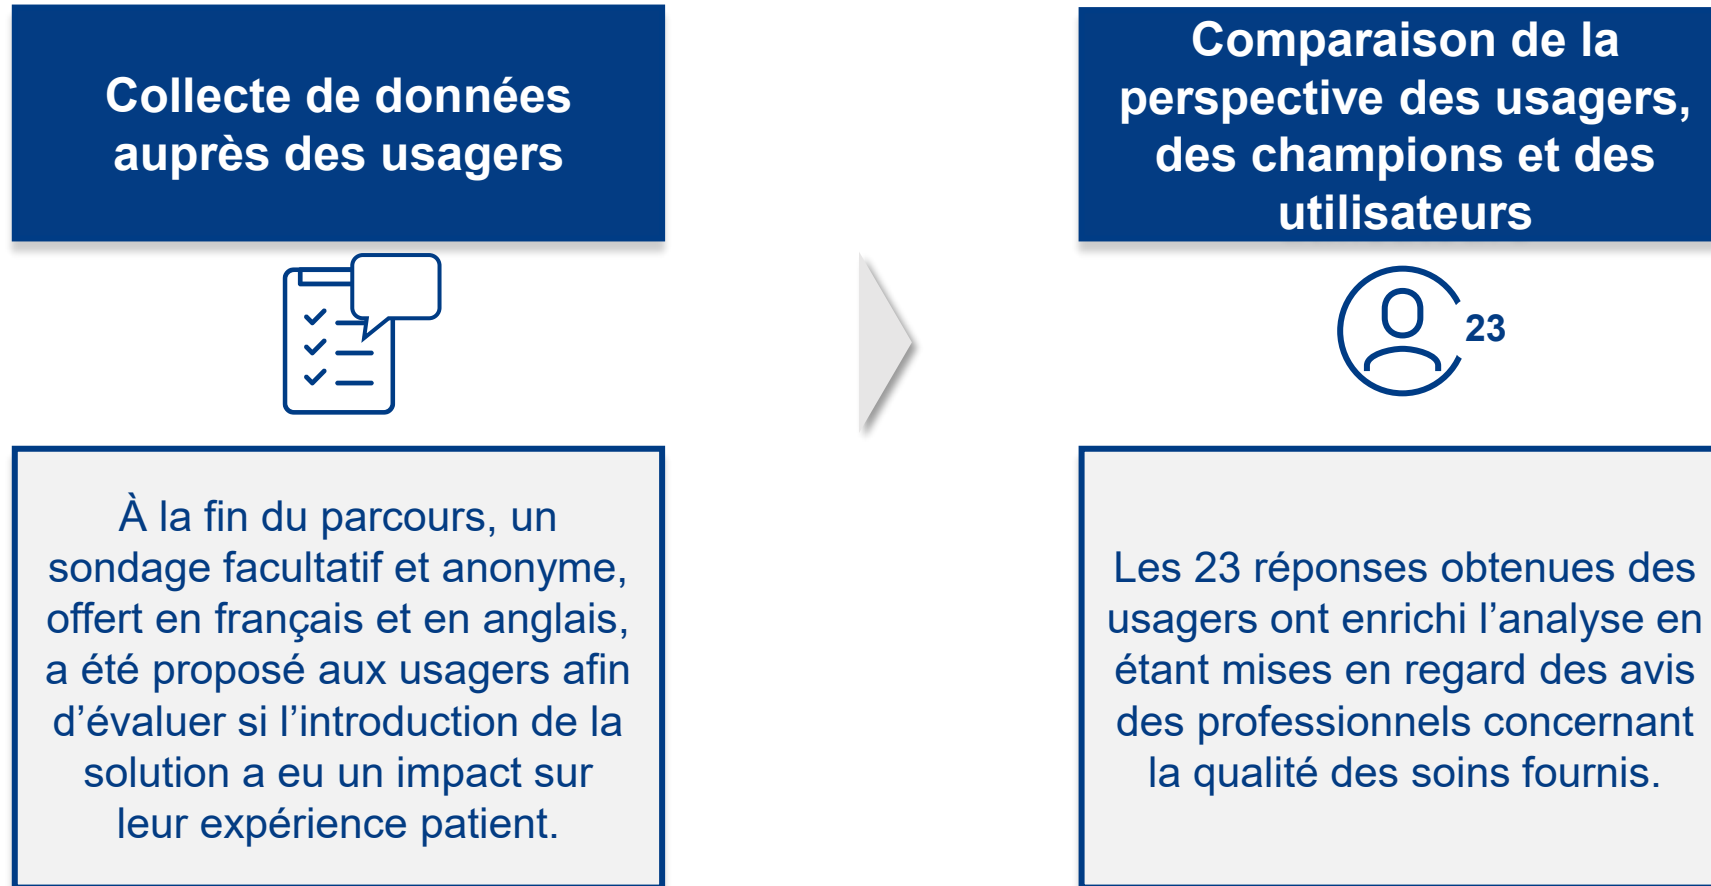 Collecte de données
auprès des usagers
À la fin du parcours, un
sondage facultatif et anonyme,
offert en français et en anglais,
a été proposé aux usagers afin
d’évaluer si l’introduction de la
solution a eu un impact sur
leur expérience patient.
Comparaison de la
perspective des usagers,
des champions et des
utilisateurs
23
Les 23 réponses obtenues des
usagers ont enrichi l’analyse en
étant mises en regard des avis
des professionnels concernant
la qualité des soins fournis.